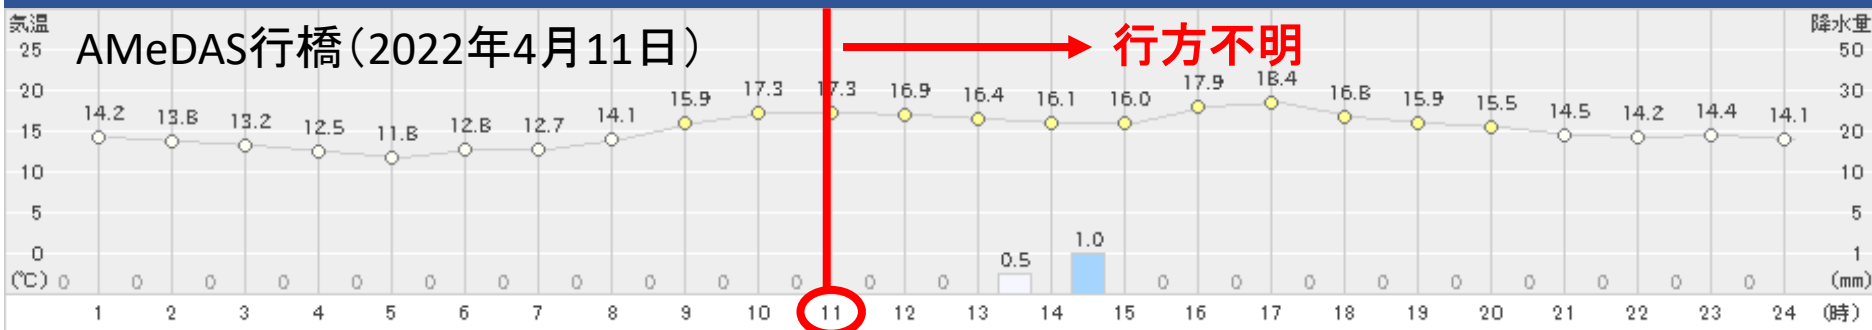 気温 降水量
AMeDAS行橋（2022年4月11日） 行方不明
25 50
20 30
15 20
10 10
5 5
0 1
(℃) (mm)
14.2 13.8 13.2 12.5 11.8 12.8 12.7 14.1 15.9 17.3 17.3 16.9 16.4 16.1 16.0 17.9 18.4 16.8 15.9 15.5 14.5 14.2 14.4 14.1
0 0 0 0 0 0 0 0 0 0 0 0 0 0.5 1.0 0 0 0 0 0 0 0 0 0
1 2 3 4 5 6 7 8 9 10 11 12 13 14 15 16 17 18 19 20 21 22 23 24 (時)